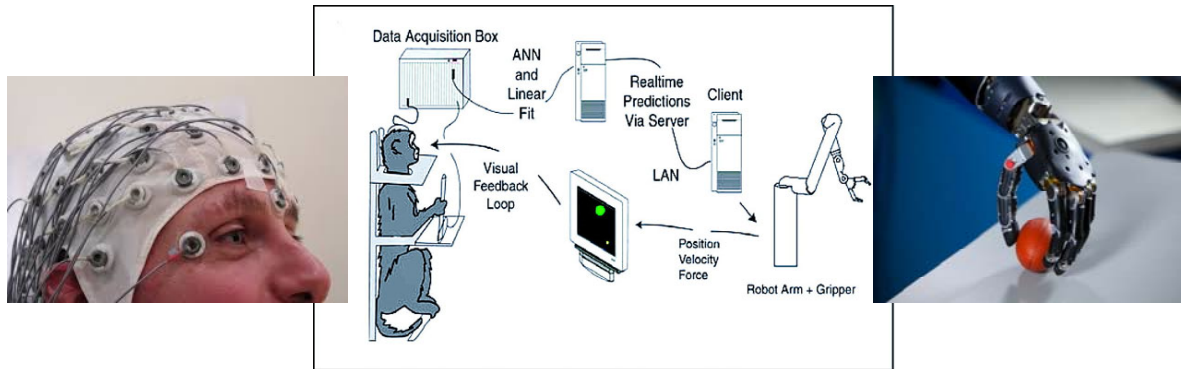 Data Acquisition Box
ANN
and
Linear
Fit
Realtime
Predictions
Via Server
Client
LAN
Visual
Feedback
Loop
Position
Velocity
Force
Robot Arm + Gripper